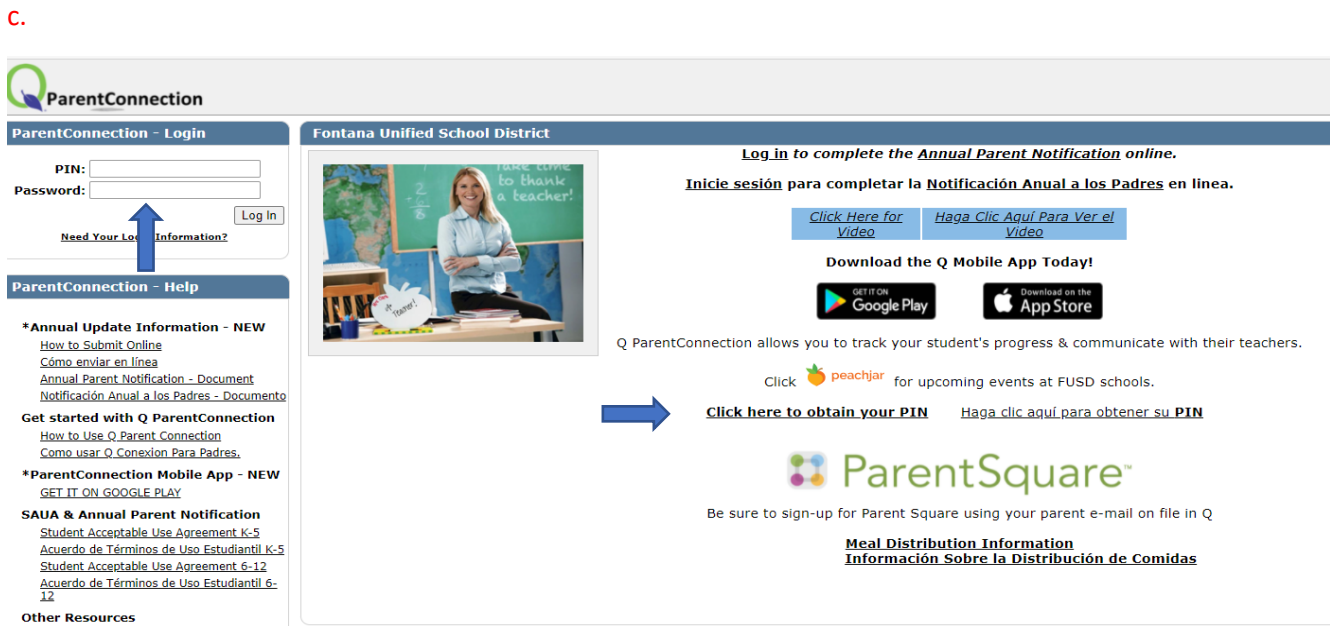 c.
Q ParentConnection
ParentConnection - Login
PIN:
Password:
Log In
Need Your Login Information?
ParentConnection - Help
*Annual Update Information - NEW
How to Submit Online
Cómo enviar en línea
Annual Parent Notification - Document
Notificación Anual a los Padres - Documento
Get started with Q ParentConnection
How to Use Q Parent Connection
Como usar Q Conexion Para Padres.
*ParentConnection Mobile App - NEW
GET IT ON GOOGLE PLAY
SAUA & Annual Parent Notification
Student Acceptable Use Agreement K-5
Acuerdo de Términos de Uso Estudiantil K-5
Student Acceptable Use Agreement 6-12
Acuerdo de Términos de Uso Estudiantil 6-
12
Other Resources
Fontana Unified School District
Take time
to thank
a teacher!
2
+6
8
Teacher!
Log in to complete the Annual Parent Notification online.
Inicie sesión para completar la Notificación Anual a los Padres en linea.
Click Here for
Video
Haga Clic Aquí Para Ver el
Video
Download the Q Mobile App Today!
GET IT ON
Google Play
Download on the
App Store
Q ParentConnection allows you to track your student's progress & communicate with their teachers.
Click peachjar for upcoming events at FUSD schools.
Click here to obtain your PIN
Haga clic aquí para obtener su PIN
ParentSquare™
Be sure to sign-up for Parent Square using your parent e-mail on file in Q
Meal Distribution Information
Información Sobre la Distribución de Comidas